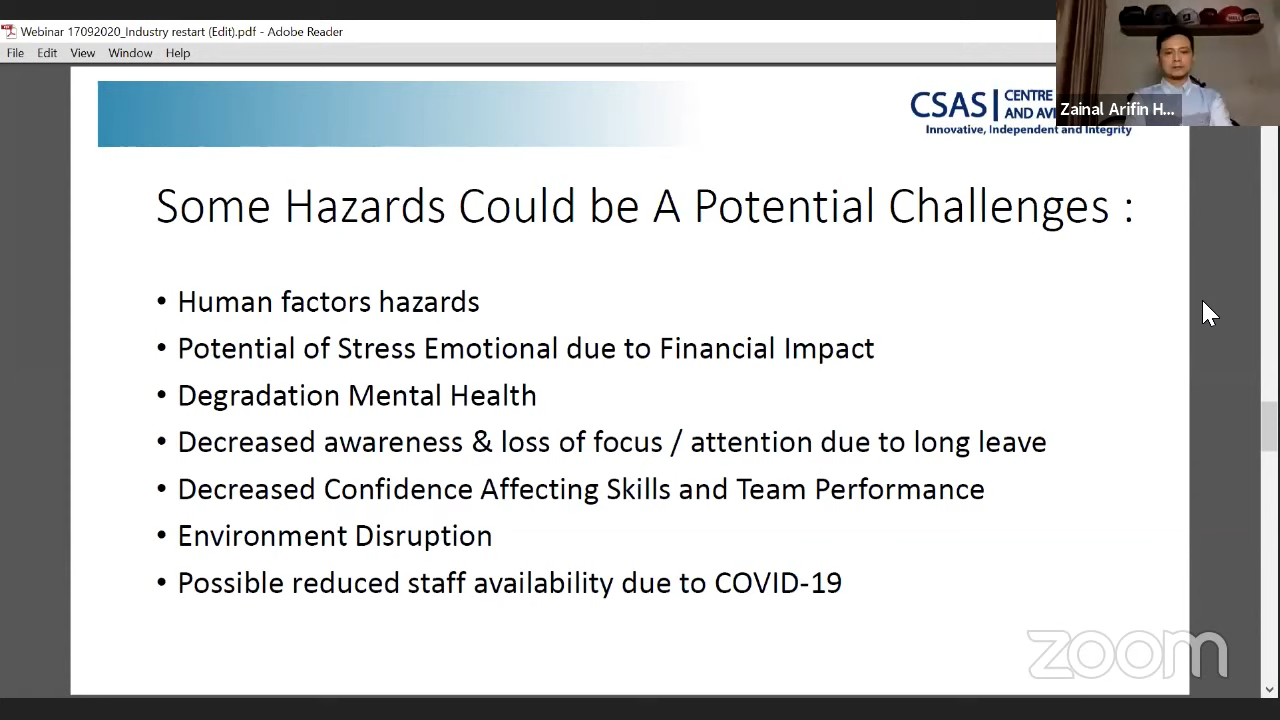 Webinar 17092020_Industry restart (Edit).pdf - Adobe Reader
File Edit View Window Help
CSAS CENTRE
AND
Innovative, Independent and Integrity
Zainal Arifin H...
Some Hazards Could be A Potential Challenges :
• Human factors hazards
• Potential of Stress Emotional due to Financial Impact
• Degradation Mental Health
• Decreased awareness & loss of focus / attention due to long leave
• Decreased Confidence Affecting Skills and Team Performance
• Environment Disruption
• Possible reduced staff availability due to COVID-19
zoom